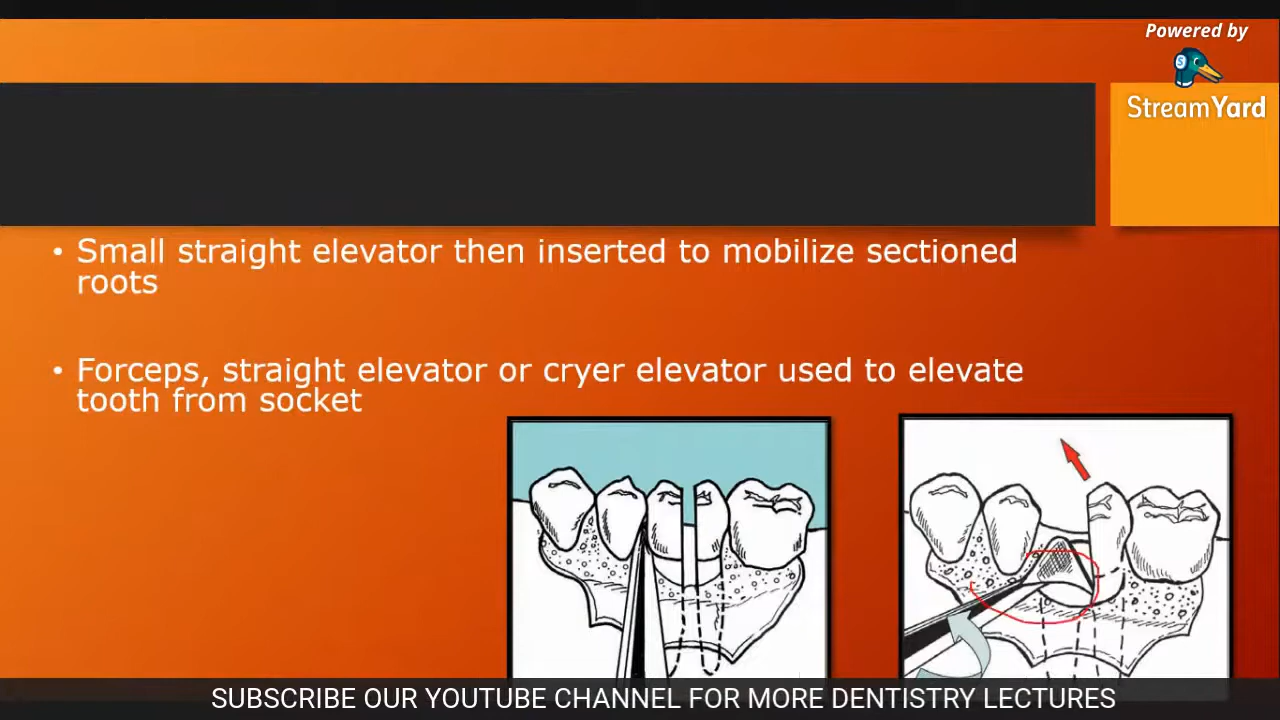 Powered by
StreamYard
• Small straight elevator then inserted to mobilize sectioned
roots
• Forceps, straight elevator or cryer elevator used to elevate
tooth from socket
SUBSCRIBE OUR YOUTUBE CHANNEL FOR MORE DENTISTRY LECTURES